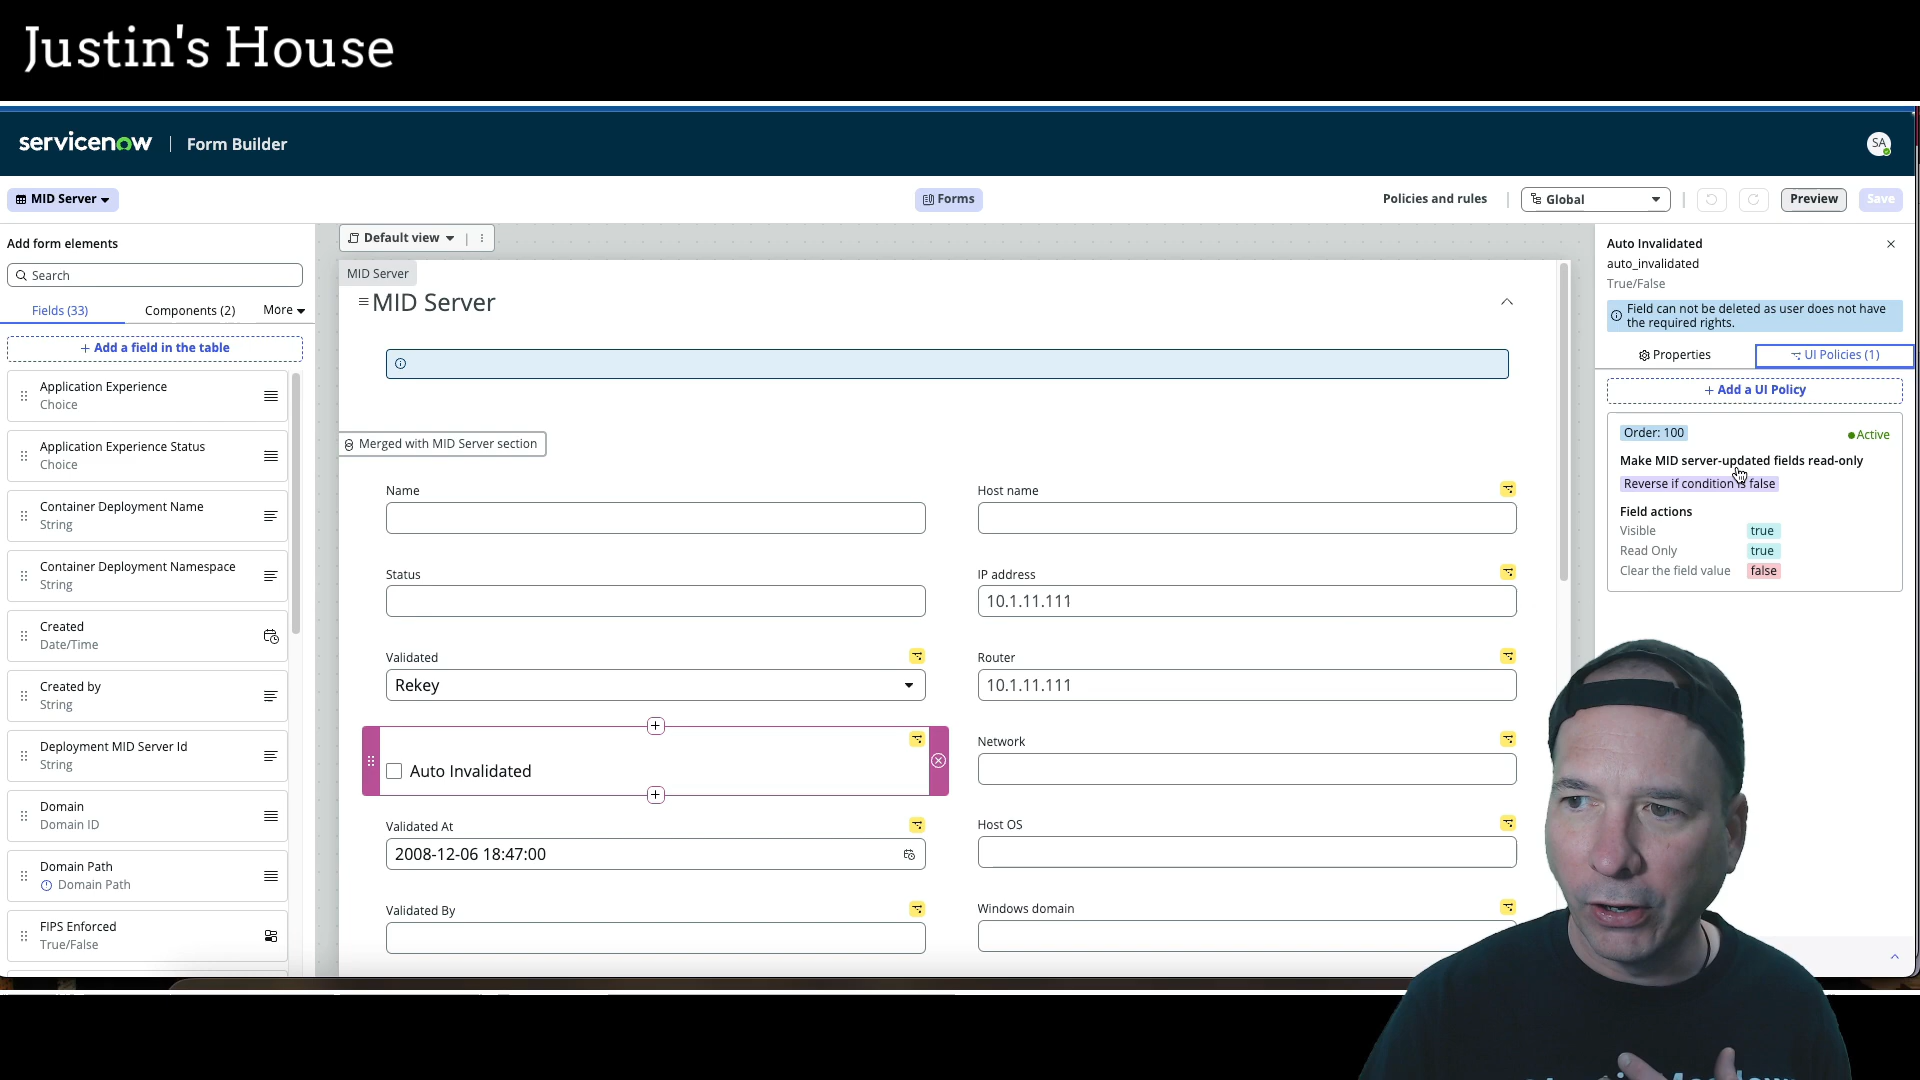 Justin's House
servicenow | Form Builder
SA
MID Server
Forms
Policies and rules
Global
Preview
Save
Add form elements
Search
Fields (33)
Components (2)
More
+ Add a field in the table
Application Experience
Choice
Application Experience Status
Choice
Container Deployment Name
String
Container Deployment Namespace
String
Created
Date/Time
Created by
String
Deployment MID Server Id
String
Domain
Domain ID
Domain Path
Domain Path
FIPS Enforced
True/False
Default view
MID Server
MID Server
Merged with MID Server section
Name
Status
Validated
Rekey
Auto Invalidated
Validated At
2008-12-06 18:47:00
Validated By
Host name
IP address
10.1.11.111
Router
10.1.11.111
Network
Host OS
Windows domain
Auto Invalidated
auto_invalidated
True/False
Field can not be deleted as user does not have
the required rights.
Properties
UI Policies (1)
+ Add a UI Policy
Order: 100
Active
Make MID server-updated fields read-only
Reverse if condition is false
Field actions
Visible true
Read Only true
Clear the field value false